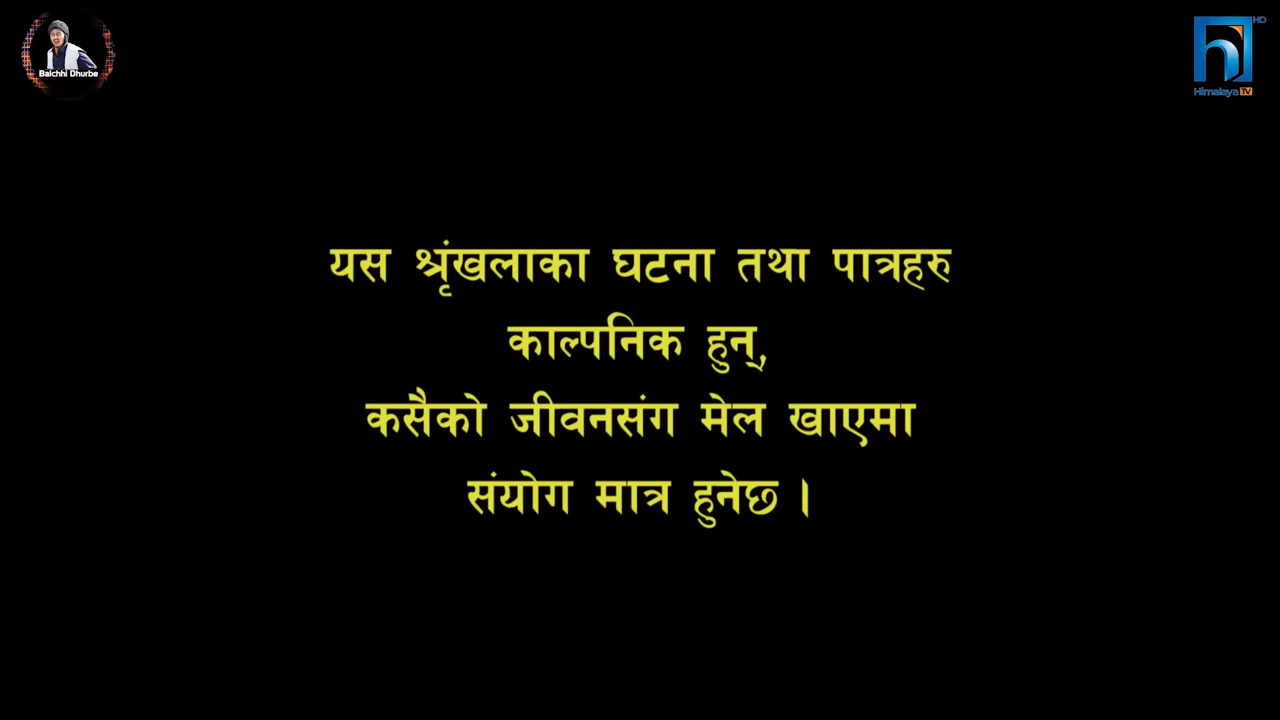 Baichhi Dhurbe
HD
Himalaya TV
यस श्रृंखलाका घटना तथा पात्रहरु
काल्पनिक हुन्,
कसैको जीवनसंग मेल खाएमा
संयोग मात्र हुनेछ ।